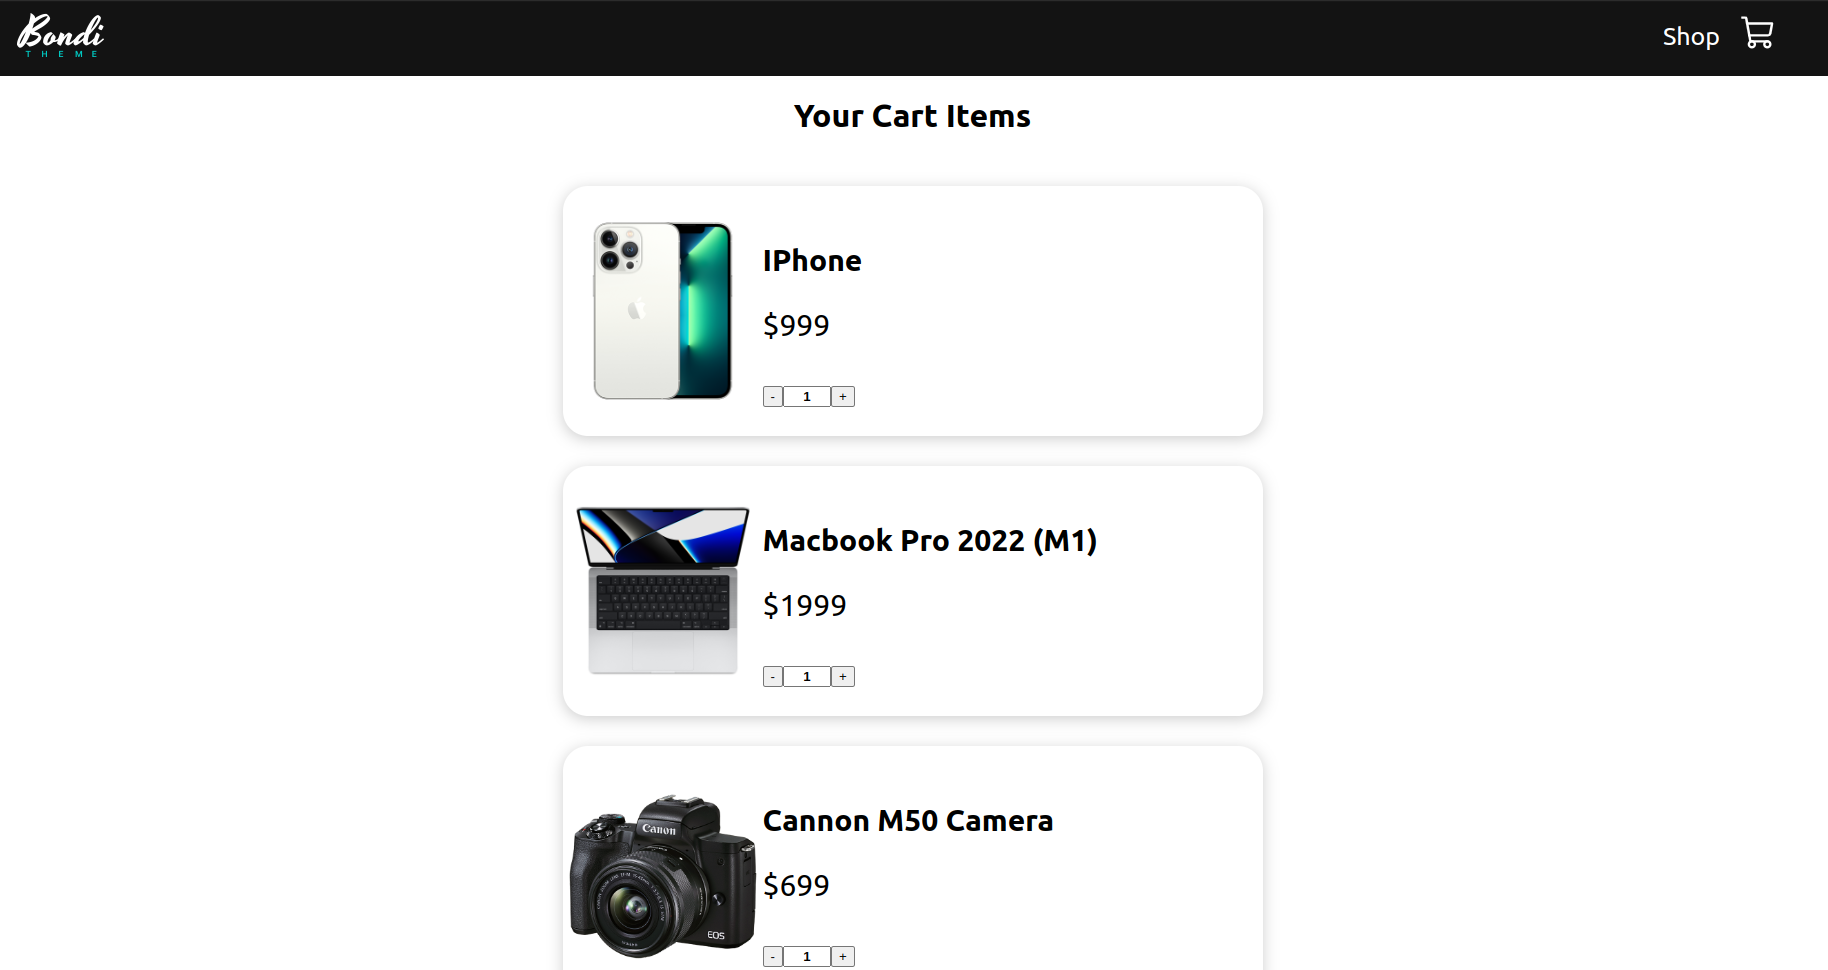 Bondi
THEME
Shop
Your Cart Items
IPhone
$999
- 1 +
Macbook Pro 2022 (M1)
$1999
- 1 +
Canon
EOS
Cannon M50 Camera
$699
- 1 +